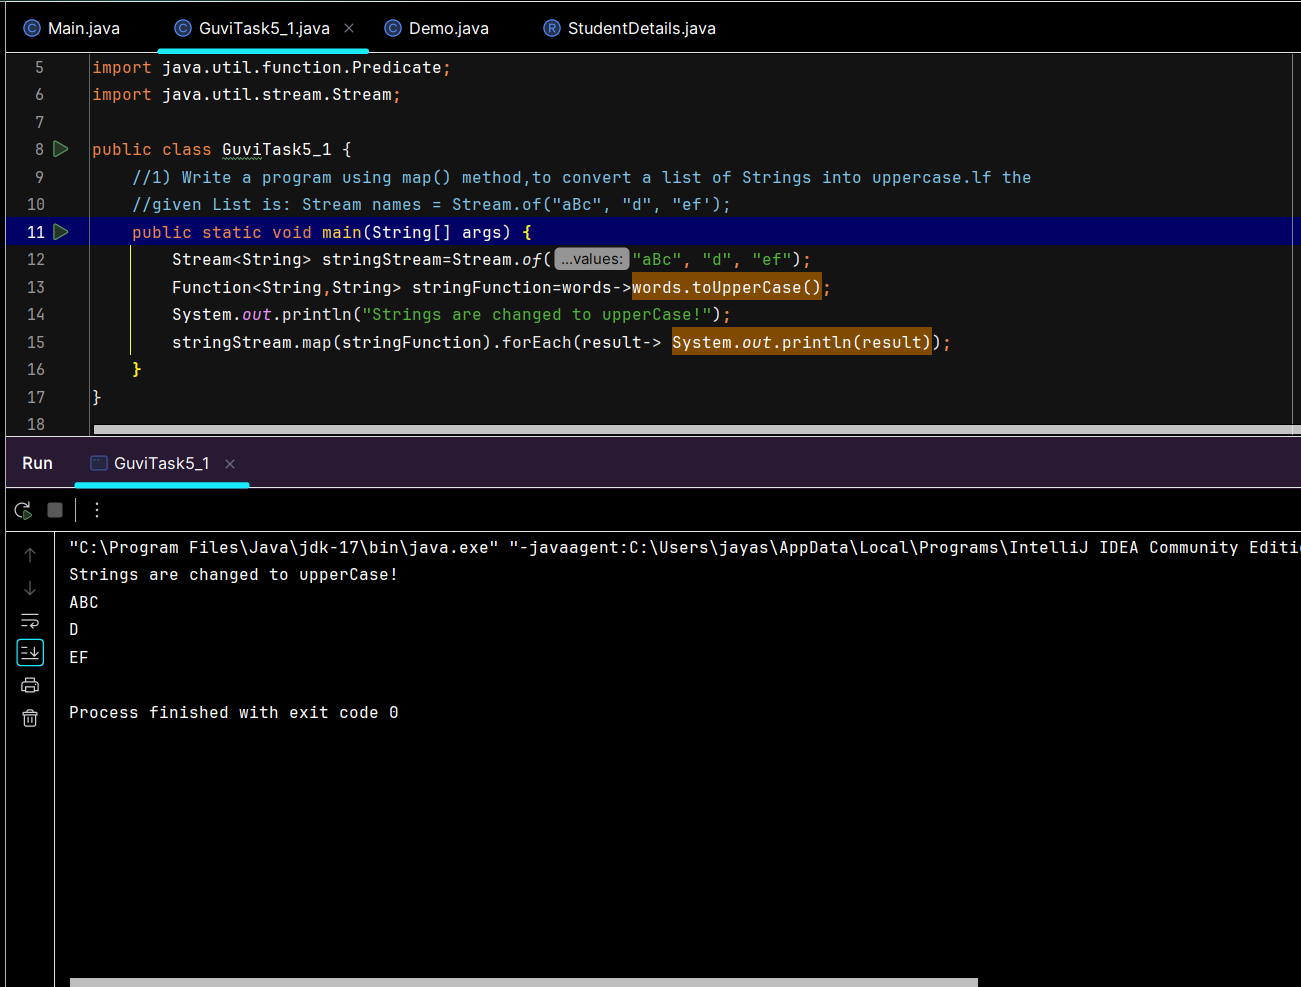 Main.java GuviTask5_1.java Demo.java StudentDetails.java
5 import java.util.function.Predicate;
6 import java.util.stream.Stream;
7
8 public class GuviTask5_1 {
9 //1) Write a program using map() method,to convert a list of Strings into uppercase.lf the
10 //given List is: Stream names = Stream.of("aBc", "d", "ef');
11 public static void main(String[] args) {
12 Stream<String> stringStream=Stream.of( ...values: "aBc", "d", "ef");
13 Function<String,String> stringFunction=words->words.toUpperCase();
14 System.out.println("Strings are changed to upperCase!");
15 stringStream.map(stringFunction).forEach(result-> System.out.println(result));
16 }
17 }
18
Run GuviTask5_1
"C:\Program Files\Java\jdk-17\bin\java.exe" "-javaagent:C:\Users\jayas\AppData\Local\Programs\IntelliJ IDEA Community Editi
Strings are changed to upperCase!
ABC
D
EF
Process finished with exit code 0